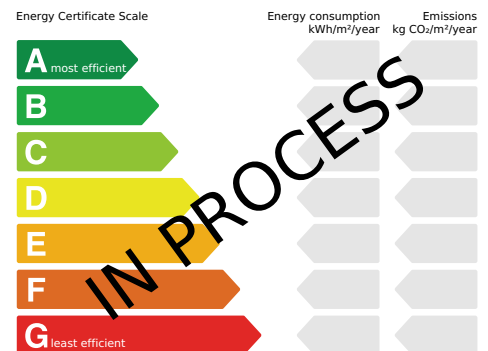 Energy Certificate Scale
Energy consumption
kWh/m²/year
Emissions
kg CO₂/m²/year
A most efficient
B
C
D
E
F
G least efficient
IN PROCESS